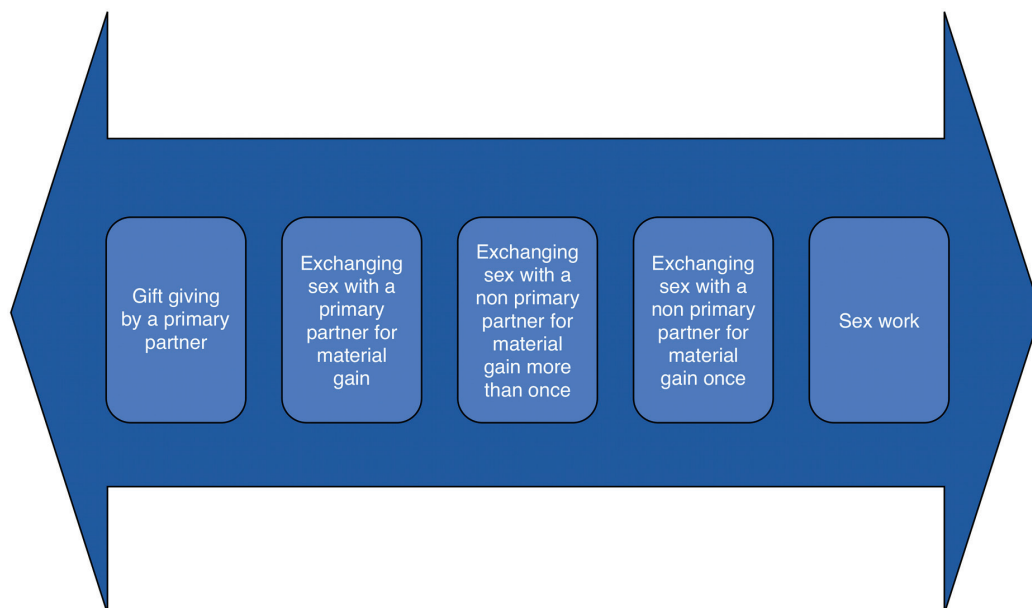 Gift giving
by a primary
partner
Exchanging
sex with a
primary
partner for
material
gain
Exchanging
sex with a
non primary
partner for
material
gain more
than once
Exchanging
sex with a
non primary
partner for
material
gain once
Sex work